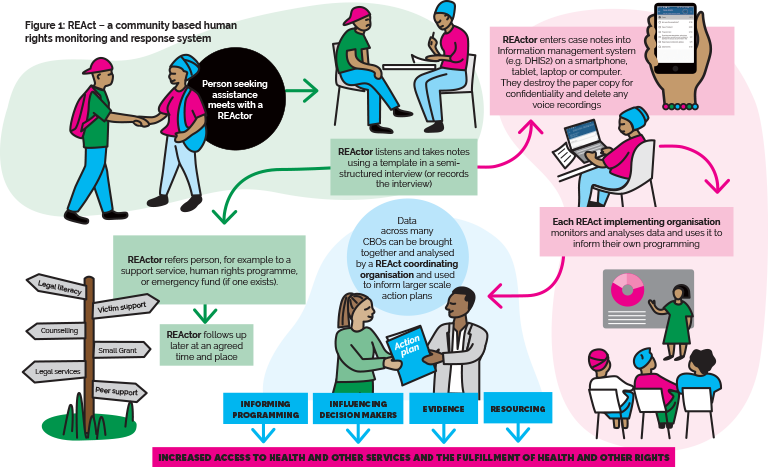 Figure 1: REAct – a community based human
rights monitoring and response system
Person seeking
assistance
meets with a
REActor
REActor listens and takes notes
using a template in a semi-
structured interview (or records
the interview)
REActor enters case notes into
Information management system
(e.g. DHIS2) on a smartphone,
tablet, laptop or computer.
They destroy the paper copy for
confidentiality and delete any
voice recordings
Each REAct implementing organisation
monitors and analyses data and uses it to
inform their own programming
Data
across many
CBOs can be brought
together and analysed
by a REAct coordinating
organisation and used
to inform larger scale
action plans
REActor refers person, for example to a
support service, human rights programme,
or emergency fund (if one exists).
REActor follows up
later at an agreed
time and place
Legal literacy
Victim support
Counselling
Small Grant
Legal services
Peer support
Action
plan
INFORMING
PROGRAMMING
INFLUENCING
DECISION MAKERS
EVIDENCE
RESOURCING
INCREASED ACCESS TO HEALTH AND OTHER SERVICES AND THE FULFILLMENT OF HEALTH AND OTHER RIGHTS